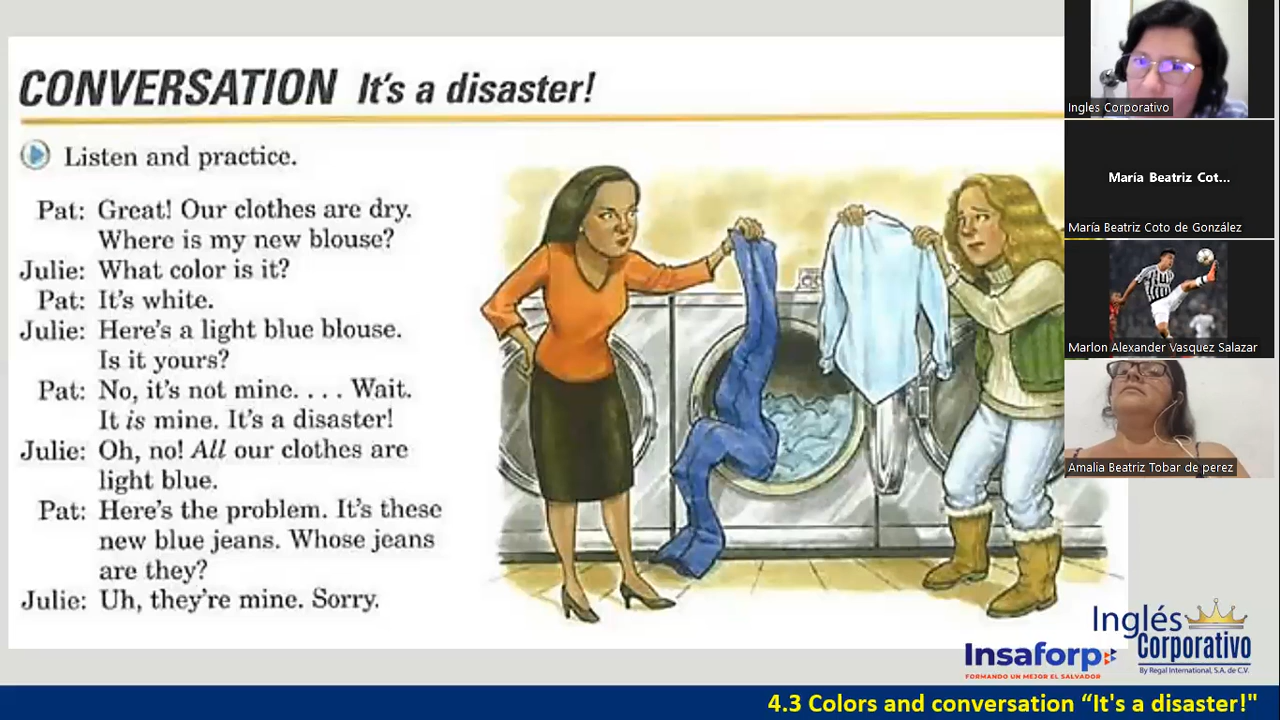 CONVERSATION It's a disaster!
Listen and practice.
Pat: Great! Our clothes are dry.
Where is my new blouse?
Julie: What color is it?
Pat: It's white.
Julie: Here's a light blue blouse.
Is it yours?
Pat: No, it's not mine. . . . Wait.
It is mine. It's a disaster!
Julie: Oh, no! All our clothes are
light blue.
Pat: Here's the problem. It's these
new blue jeans. Whose jeans
are they?
Julie: Uh, they're mine. Sorry.
Ingles Corporativo
María Beatriz Cot...
María Beatriz Coto de González
Marlon Alexander Vasquez Salazar
Amalia Beatriz Tobar de perez
Insaforp
FORMANDO UN MEJOR EL SALVADOR
Inglés
Corporativo
By Regal International, S.A. de C.V.
4.3 Colors and conversation “It's a disaster!"